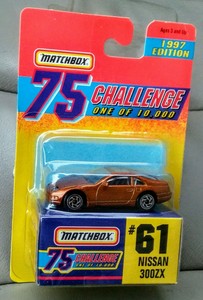 Ages 3 and Up
MATCHBOX
1997
EDITION
75 CHALLENGE
ONE OF 10,000
MATCHBOX
75 CHALLENGE
ONE OF 10,000
#61
NISSAN
300ZX